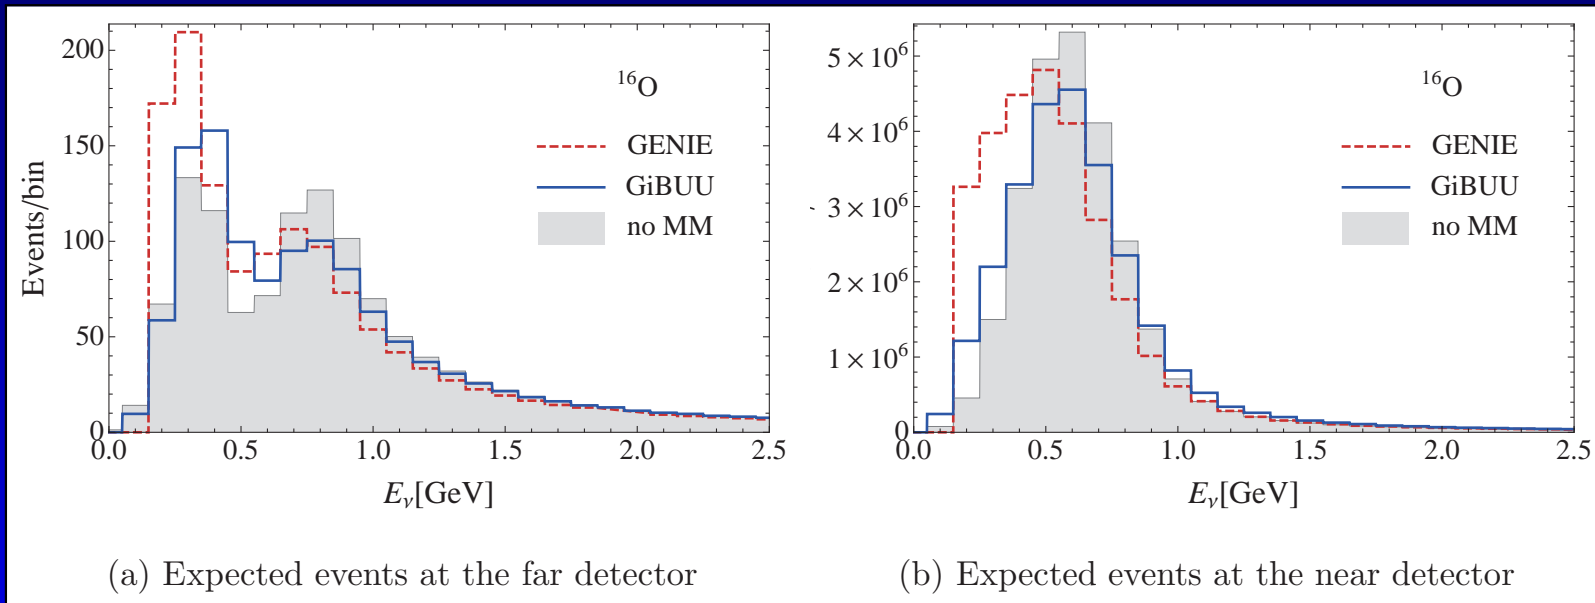 200
150
100
50
0
Events/bin
¹⁶O
GENIE
GiBUU
no MM
0.0 0.5 1.0 1.5 2.0 2.5
Eν[GeV]
(a) Expected events at the far detector
5×10⁶
4×10⁶
3×10⁶
2×10⁶
1×10⁶
0
¹⁶O
GENIE
GiBUU
no MM
0.0 0.5 1.0 1.5 2.0 2.5
Eν[GeV]
(b) Expected events at the near detector